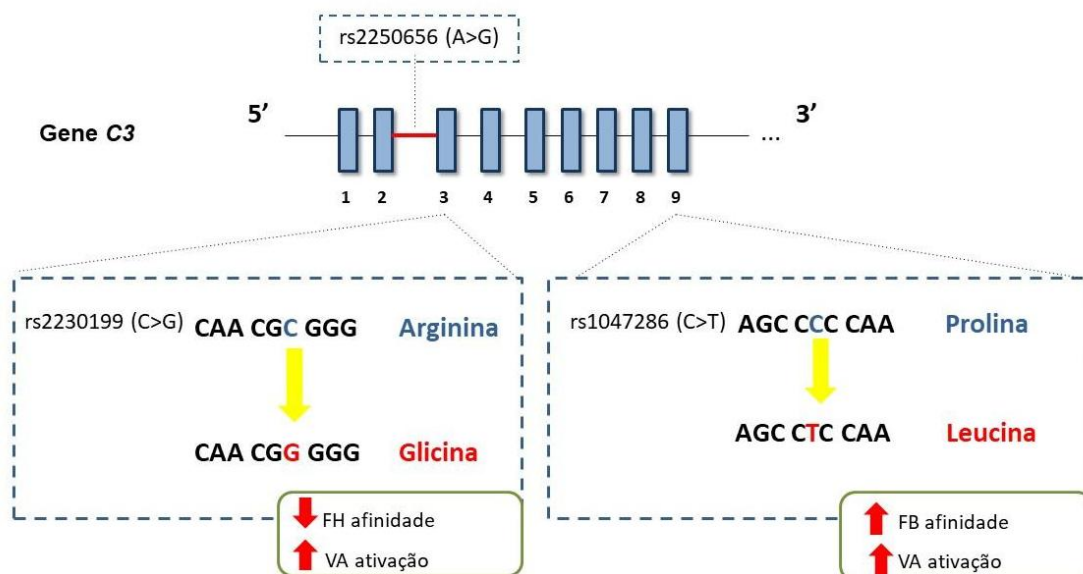 rs2250656 (A>G)
5’
3’
Gene C3
...
1 2 3 4 5 6 7 8 9
rs2230199 (C>G)
CAA CGC GGG
Arginina
CAA CGG GGG
Glicina
FH afinidade
VA ativação
rs1047286 (C>T)
AGC CCC CAA
Prolina
AGC CTC CAA
Leucina
FB afinidade
VA ativação